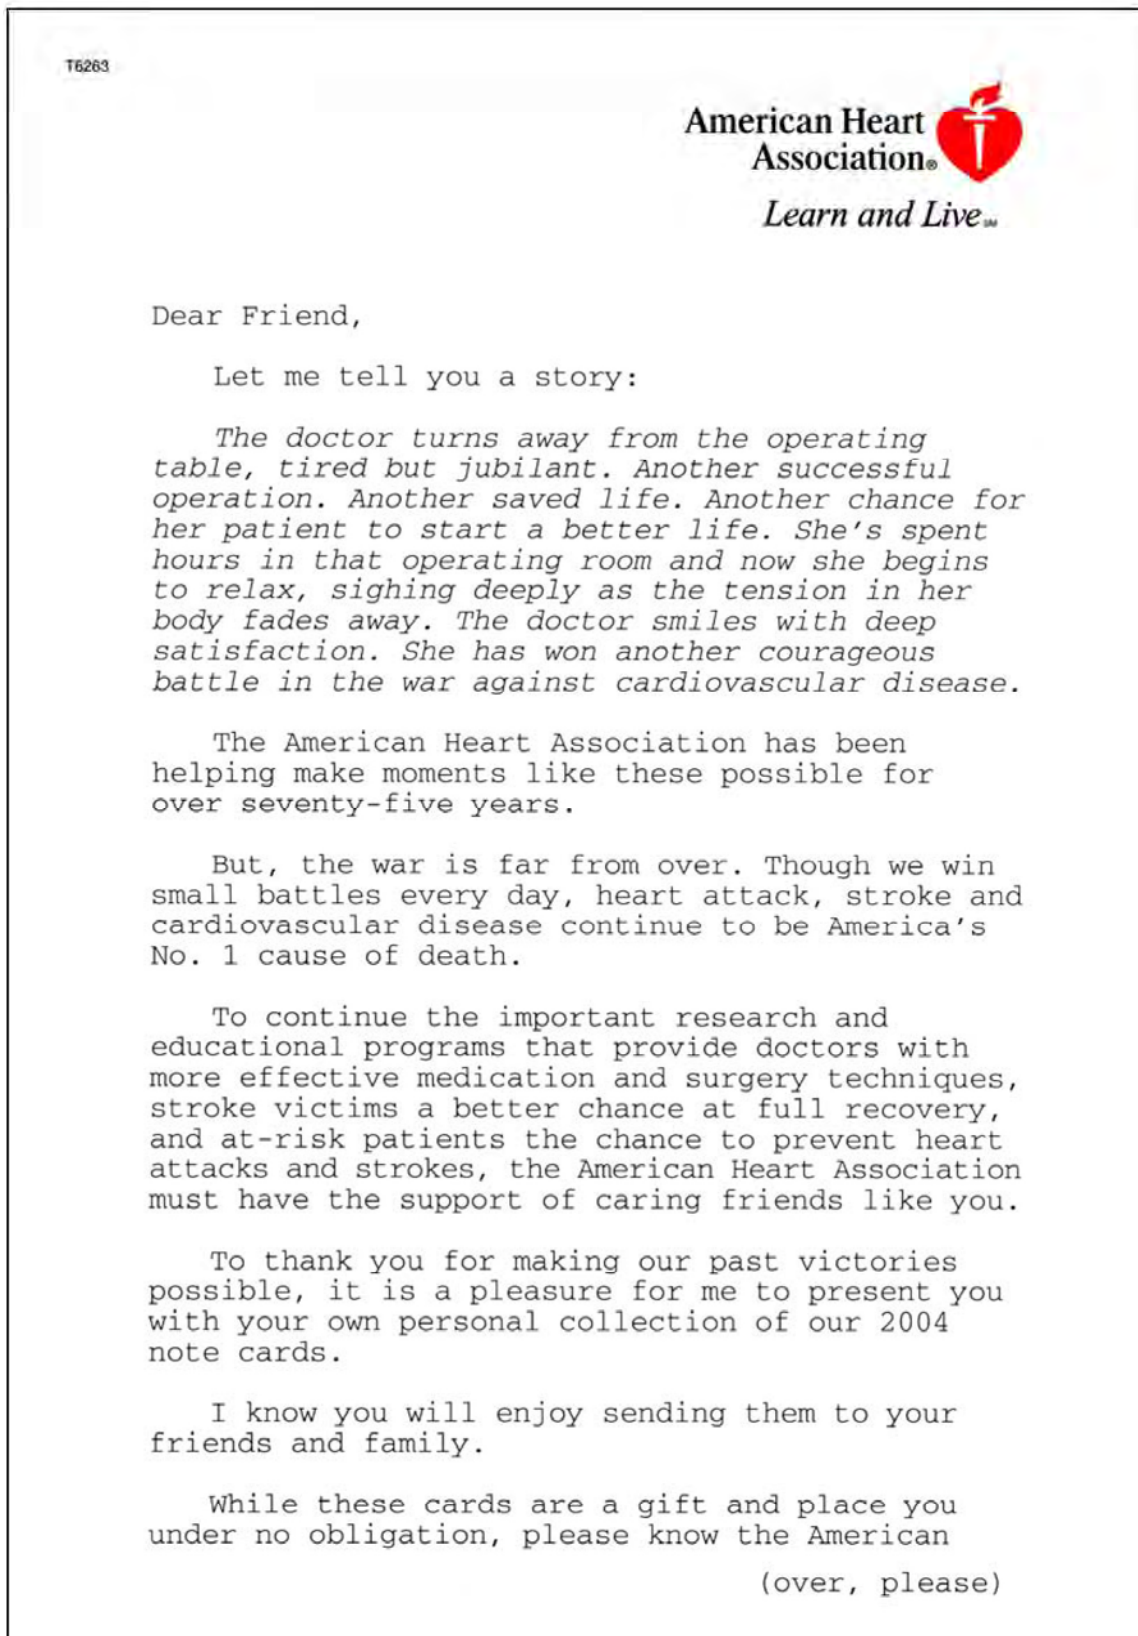 T6263
American Heart
Association®
Learn and Live℠
Dear Friend,
Let me tell you a story:
The doctor turns away from the operating
table, tired but jubilant. Another successful
operation. Another saved life. Another chance for
her patient to start a better life. She's spent
hours in that operating room and now she begins
to relax, sighing deeply as the tension in her
body fades away. The doctor smiles with deep
satisfaction. She has won another courageous
battle in the war against cardiovascular disease.
The American Heart Association has been
helping make moments like these possible for
over seventy-five years.
But, the war is far from over. Though we win
small battles every day, heart attack, stroke and
cardiovascular disease continue to be America's
No. 1 cause of death.
To continue the important research and
educational programs that provide doctors with
more effective medication and surgery techniques,
stroke victims a better chance at full recovery,
and at-risk patients the chance to prevent heart
attacks and strokes, the American Heart Association
must have the support of caring friends like you.
To thank you for making our past victories
possible, it is a pleasure for me to present you
with your own personal collection of our 2004
note cards.
I know you will enjoy sending them to your
friends and family.
While these cards are a gift and place you
under no obligation, please know the American
(over, please)